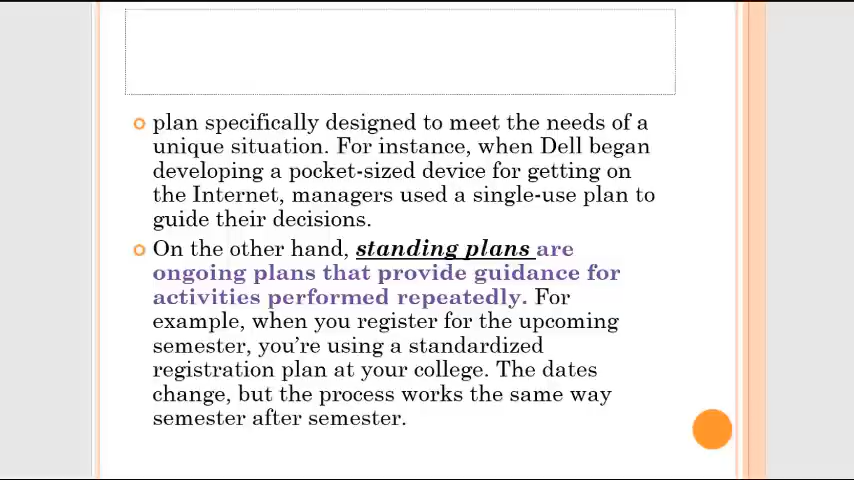 plan specifically designed to meet the needs of a
unique situation. For instance, when Dell began
developing a pocket-sized device for getting on
the Internet, managers used a single-use plan to
guide their decisions.
On the other hand, standing plans are
ongoing plans that provide guidance for
activities performed repeatedly. For
example, when you register for the upcoming
semester, you’re using a standardized
registration plan at your college. The dates
change, but the process works the same way
semester after semester.